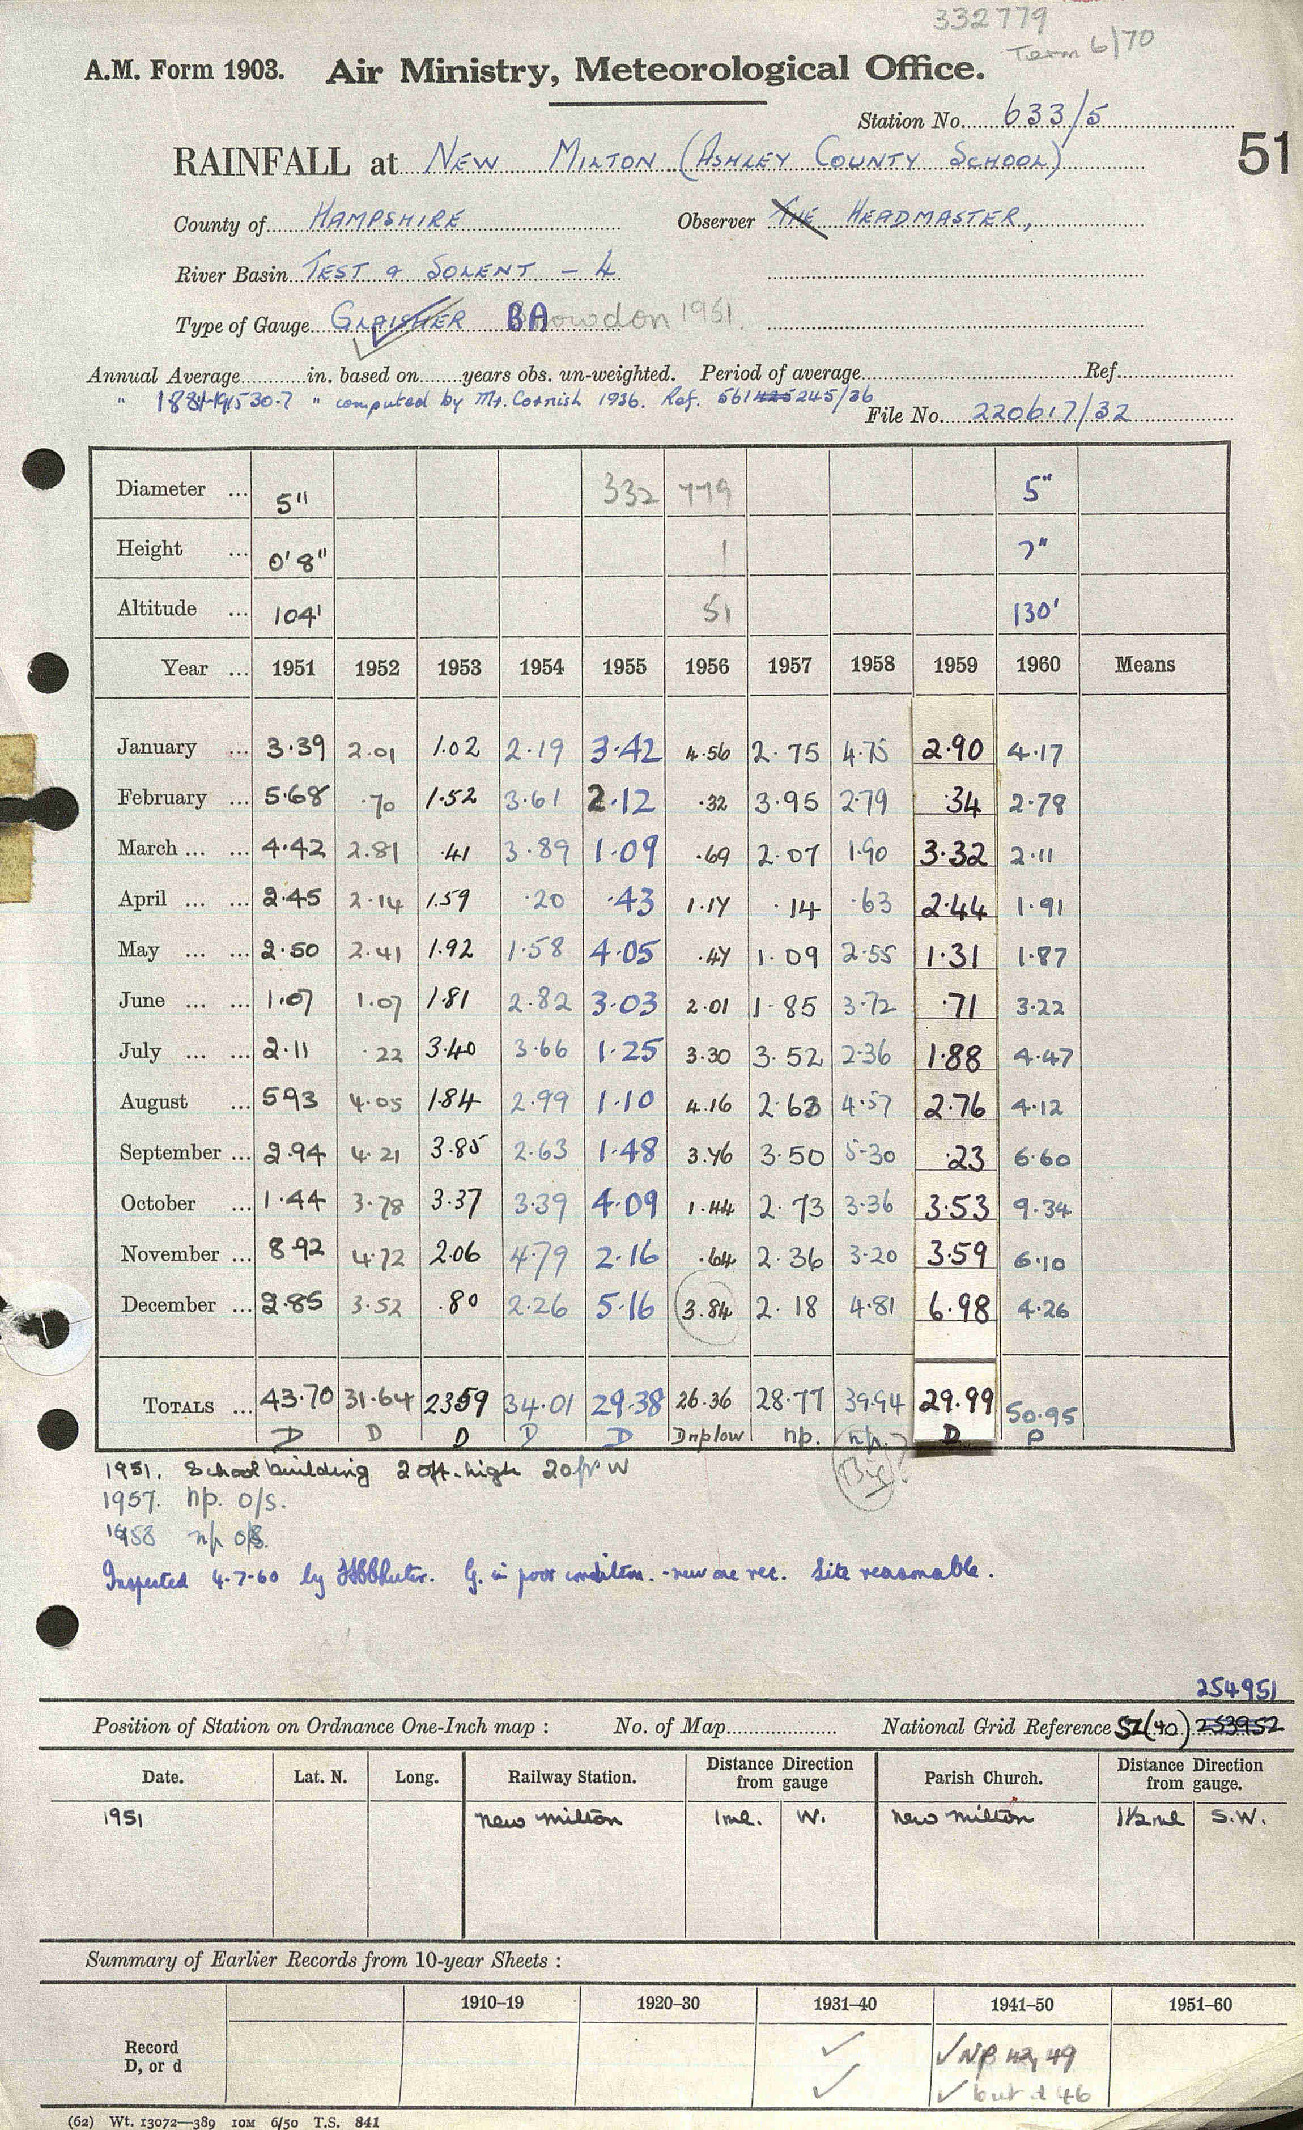 332779
Term 6/70
A.M. Form 1903. Air Ministry, Meteorological Office.
Station No. 633/5
51
RAINFALL at NEW MILTON (ASHLEY COUNTY SCHOOL)
County of HAMPSHIRE Observer THE HEADMASTER,
River Basin TEST & SOLENT - 4
Type of Gauge GLAISHER BA 1961.
Annual Average in. based on years obs. un-weighted. Period of average Ref.
" 1881-1915 30.7 " computed by Mr. Cornish 1936. Ref. 561 245/36
File No. 220617/32
Diameter ... 5" 332 779 5"
Height ... 0'8" 1 7"
Altitude ... 104' 51 130'
Year ... 1951 1952 1953 1954 1955 1956 1957 1958 1959 1960 Means
January ... 3.39 2.01 1.02 2.19 3.42 4.56 2.75 4.75 2.90 4.17
February ... 5.68 .70 1.52 3.61 2.12 .32 3.95 2.79 .34 2.78
March ... ... 4.42 2.81 .41 3.89 1.09 .69 2.07 1.90 3.32 2.11
April ... ... 2.45 2.14 1.59 .20 .43 1.17 .14 .63 2.44 1.91
May ... ... 2.50 2.41 1.92 1.58 4.05 .47 1.09 2.55 1.31 1.87
June ... ... 1.07 1.07 1.81 2.82 3.03 2.01 1.85 3.72 .71 3.22
July ... ... 2.11 .22 3.40 3.66 1.25 3.30 3.52 2.36 1.88 4.47
August ... 5.93 4.05 1.84 2.99 1.10 4.16 2.63 4.57 2.76 4.12
September ... 2.94 4.21 3.85 2.63 1.48 3.76 3.50 5.30 .23 6.60
October ... 1.44 3.78 3.37 3.39 4.09 1.44 2.73 3.36 3.53 9.34
November ... 8.92 4.72 2.06 4.79 2.16 .64 2.36 3.20 3.59 6.10
December ... 2.85 3.52 .80 2.26 5.16 3.84 2.18 4.81 6.98 4.26
TOTALS ... 43.70 31.64 23.59 34.01 29.38 26.36 28.77 39.94 29.99 50.95
D D D D D Dnplow np. np.? D P
1951. School building 20ft. high 20ft W
1957. np. o/s.
1958 np o/s.
Inspected 4-7-60 by G. in poor condition. - new one rec. Site reasonable.
254951
Position of Station on Ordnance One-Inch map : No. of Map National Grid Reference SZ(40) 253952
Date. Lat. N. Long. Railway Station. Distance from Direction gauge Parish Church. Distance from Direction gauge.
1951 New Milton 1ml. W. New Milton 1½ml S.W.
Summary of Earlier Records from 10-year Sheets :
1910–19 1920–30 1931–40 1941–50 1951–60
Record ✓ ✓ NP 42, 49
D, or d ✓ ✓ but d 46
(62) Wt. 13072—389 10M 6/50 T.S. 841